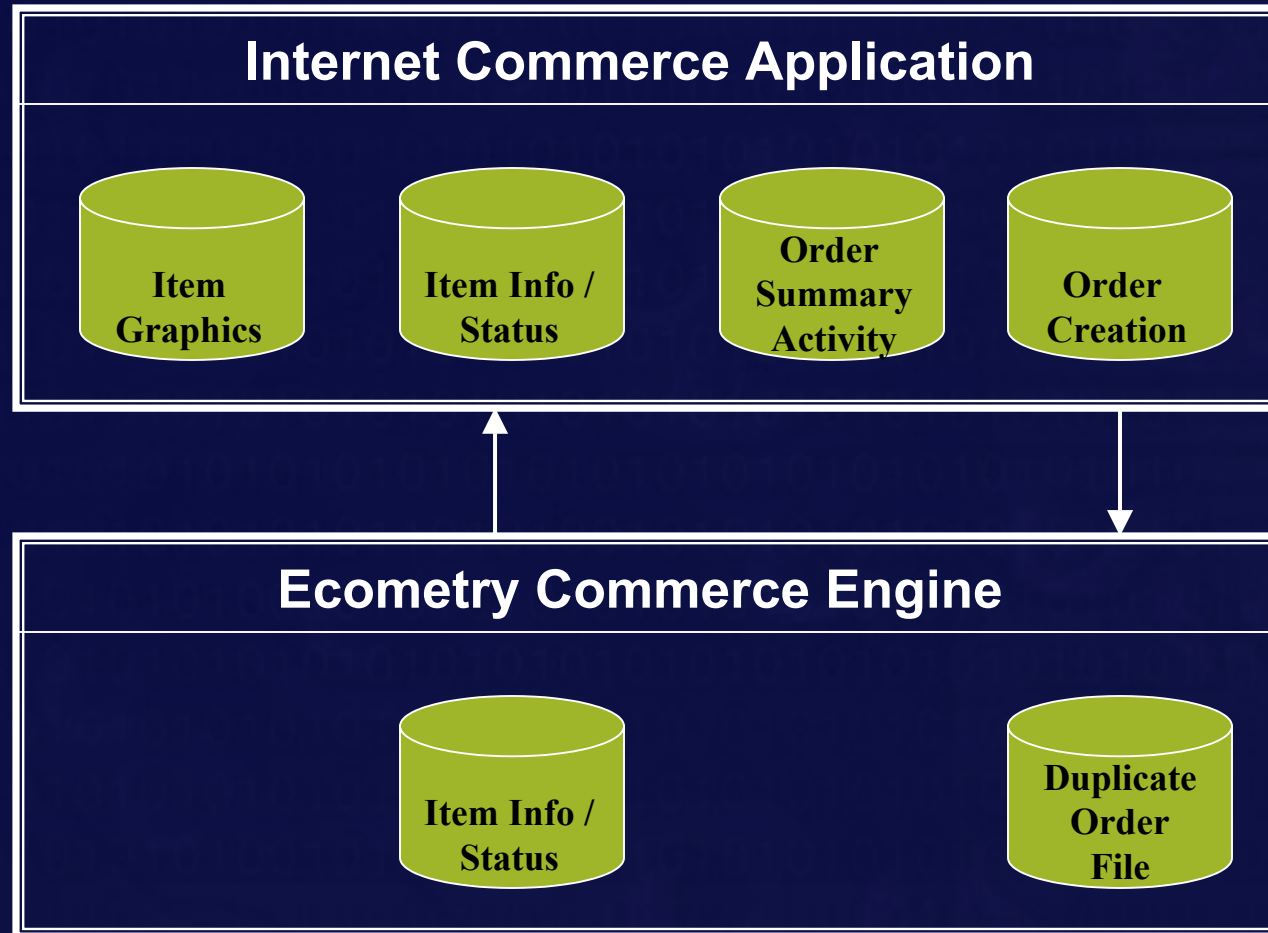 Internet Commerce Application
Item
Graphics
Item Info /
Status
Order
Summary
Activity
Order
Creation
Ecometry Commerce Engine
Item Info /
Status
Duplicate
Order
File